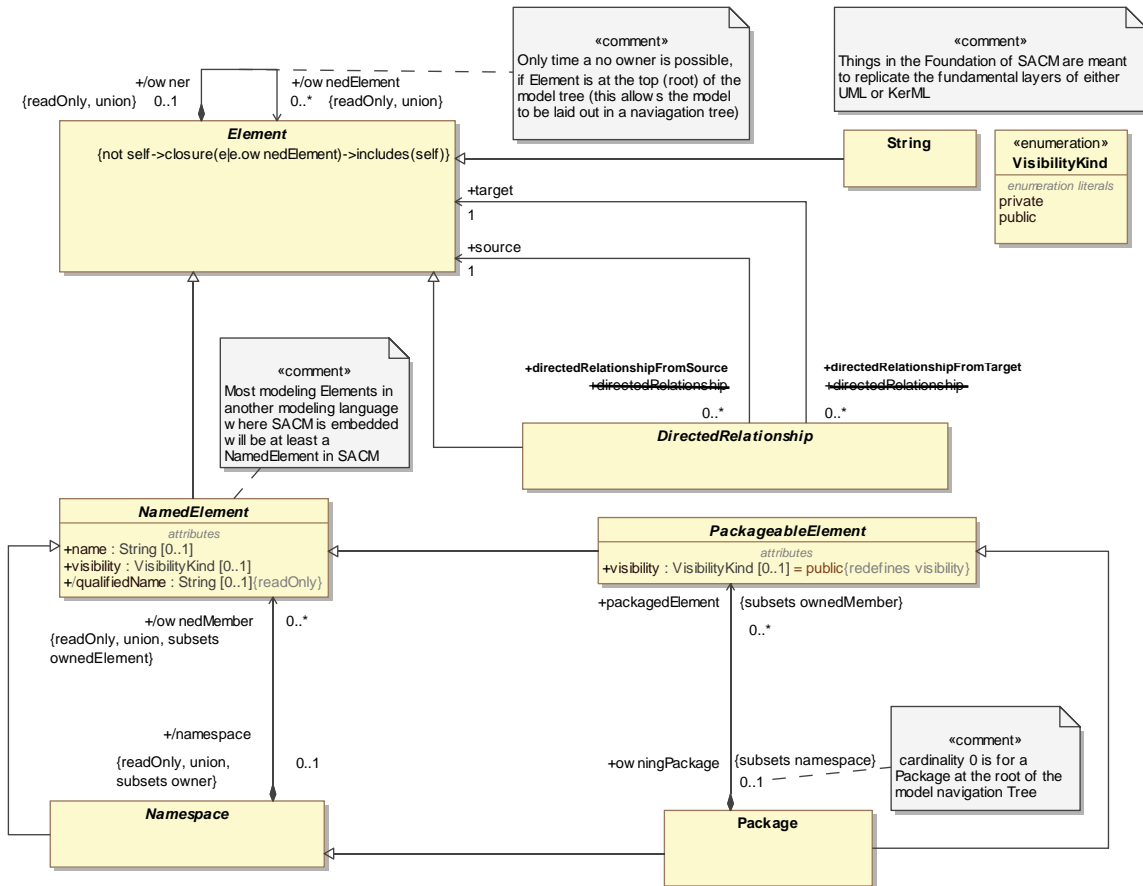 «comment»
Only time a no owner is possible,
if Element is at the top (root) of the
model tree (this allows the model
to be laid out in a naviagation tree)
«comment»
Things in the Foundation of SACM are meant
to replicate the fundamental layers of either
UML or KerML
+/owner
{readOnly, union}
0..1
+/ownedElement
0..*
{readOnly, union}
Element
{not self->closure(e|e.ownedElement)->includes(self)}
String
«enumeration»
VisibilityKind
enumeration literals
private
public
+target
1
+source
1
«comment»
Most modeling Elements in
another modeling language
where SACM is embedded
will be at least a
NamedElement in SACM
+directedRelationshipFromSource
+directedRelationship
0..*
+directedRelationshipFromTarget
+directedRelationship
0..*
DirectedRelationship
NamedElement
attributes
+name : String [0..1]
+visibility : VisibilityKind [0..1]
+/qualifiedName : String [0..1]{readOnly}
PackageableElement
attributes
+visibility : VisibilityKind [0..1] = public{redefines visibility}
+/ownedMember
0..*
{readOnly, union, subsets
ownedElement}
+packagedElement
{subsets ownedMember}
0..*
+/namespace
{readOnly, union,
subsets owner}
0..1
+owningPackage
{subsets namespace}
0..1
«comment»
cardinality 0 is for a
Package at the root of the
model navigation Tree
Namespace
Package